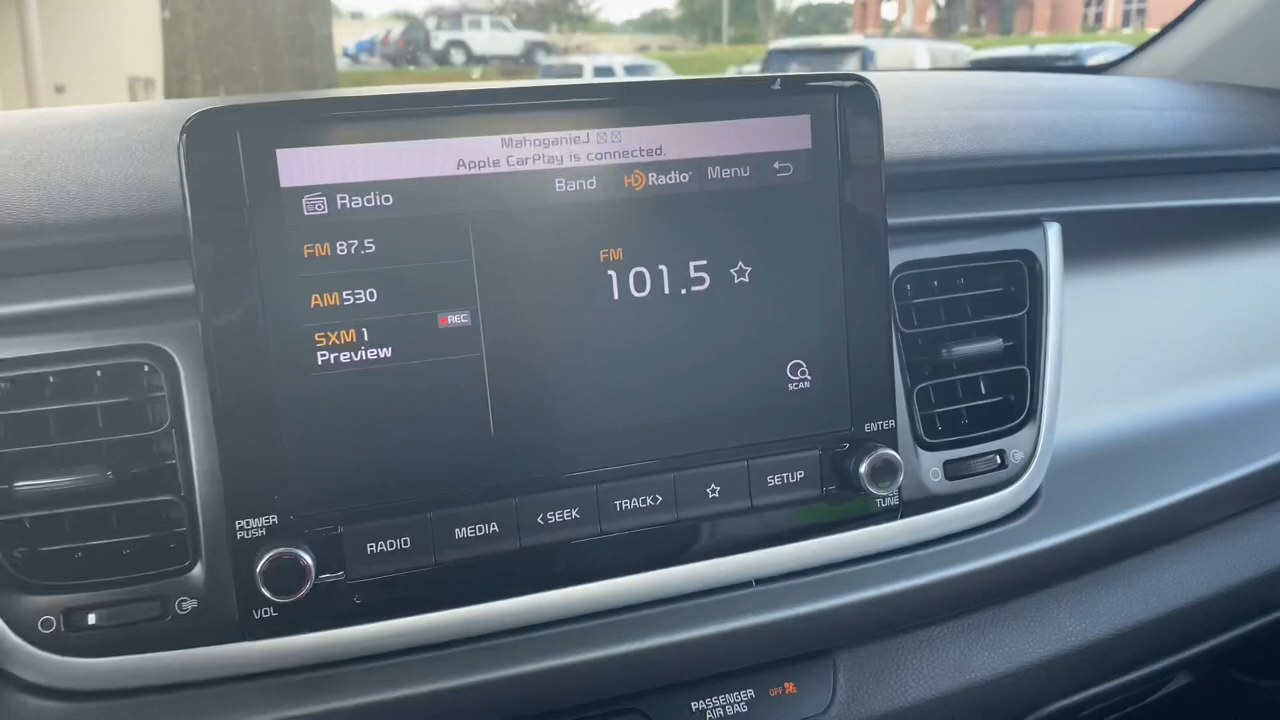 MahoganieJ
Apple CarPlay is connected.
Radio
Band
HD Radio
Menu
FM 87.5
AM 530
SXM 1
REC
Preview
FM
101.5
SCAN
ENTER
TUNE
POWER
PUSH
VOL
RADIO
MEDIA
< SEEK
TRACK >
SETUP
PASSENGER
AIR BAG
OFF